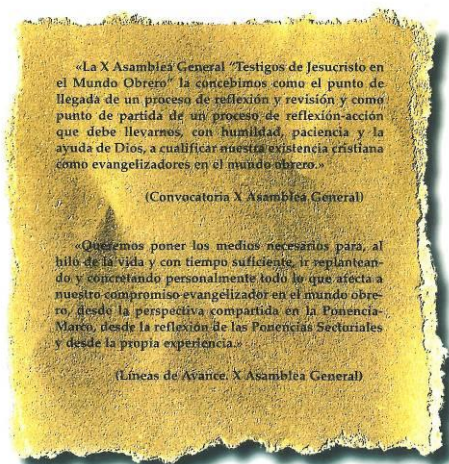 «La X Asamblea General "Testigos de Jesucristo en
el Mundo Obrero" la concebimos como el punto de
llegada de un proceso de reflexión y revisión y como
punto de partida de un proceso de reflexión-acción
que debe llevarnos, con humildad, paciencia y la
ayuda de Dios, a cualificar nuestra existencia cristiana
como evangelizadores en el mundo obrero.»
(Convocatoria X Asamblea General)
«Queremos poner los medios necesarios para, al
hilo de la vida y con tiempo suficiente, ir replantean-
do y concretando personalmente todo lo que afecta a
nuestro compromiso evangelizador en el mundo obre-
ro, desde la perspectiva compartida en la Ponencia-
Marco, desde la reflexión de las Ponencias Sectoriales
y desde la propia experiencia.»
(Líneas de Avance. X Asamblea General)